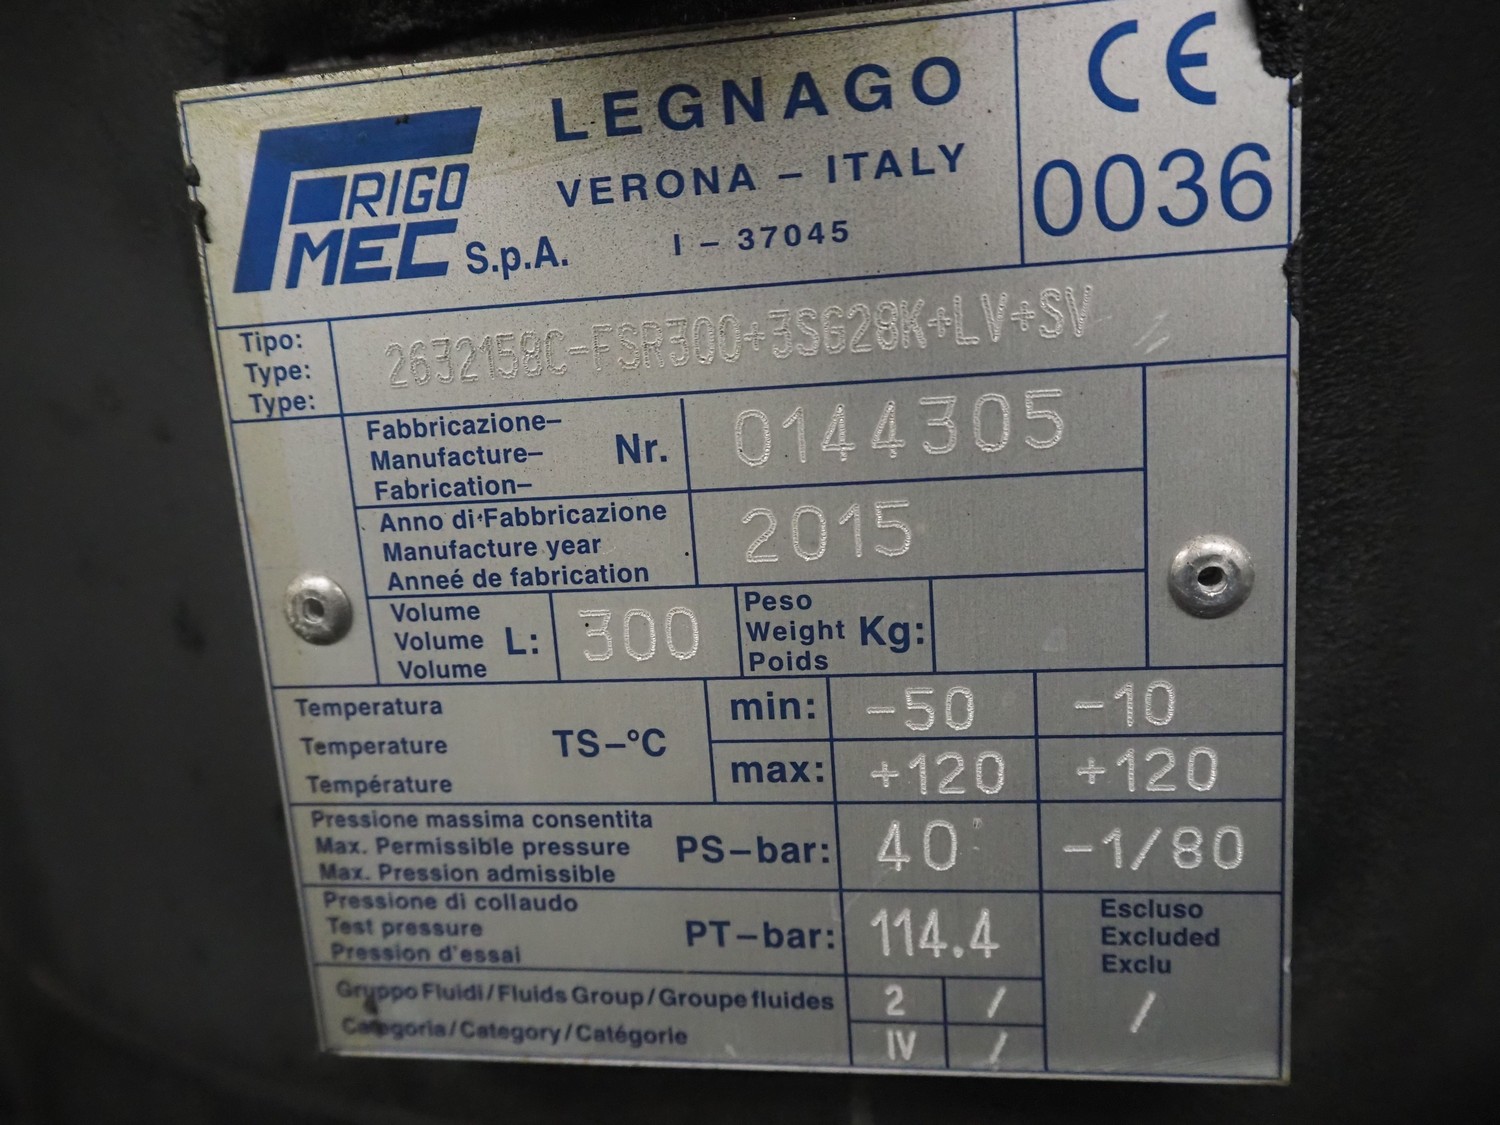 FRIGO
MEC S.p.A.
LEGNAGO
VERONA – ITALY
I – 37045
CE
0036
Tipo:
Type:
Type:
2632158C-FSR300+3SG28K+LV+SV
Fabbricazione–
Manufacture–
Fabrication–
Nr.
0144305
Anno di Fabbricazione
Manufacture year
Anneé de fabrication
2015
Volume
Volume
Volume
L:
300
Peso
Weight
Poids
Kg:
Temperatura
Temperature
Température
TS–°C
min: -50 -10
max: +120 +120
Pressione massima consentita
Max. Permissible pressure
Max. Pression admissible
PS–bar:
40 -1/80
Pressione di collaudo
Test pressure
Pression d'essai
PT–bar:
114.4
Escluso
Excluded
Exclu
/
Gruppo Fluidi/Fluids Group/Groupe fluides 2 /
Categoria/Category/Catégorie IV /